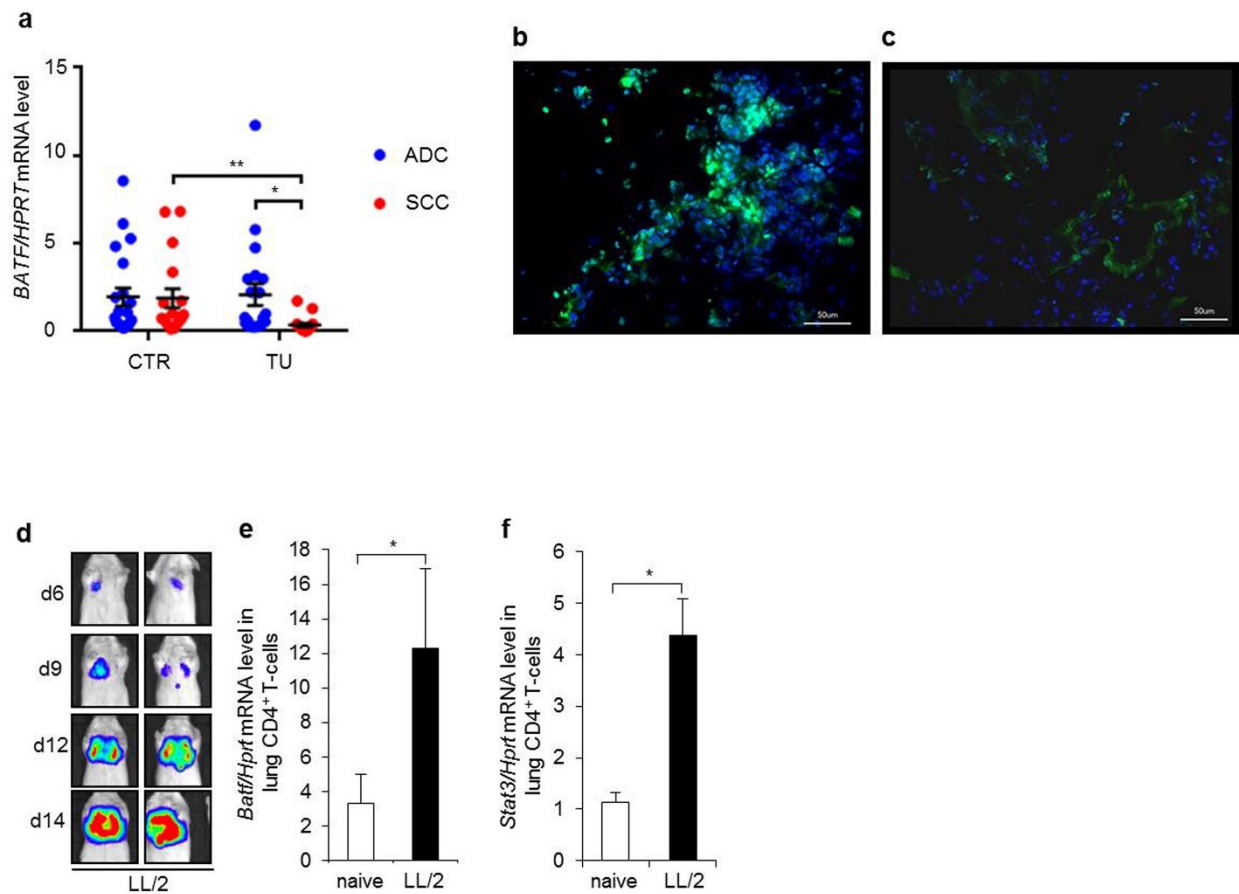 a
15
10
5
0
BATF/HPRT mRNA level
**
*
CTR
TU
ADC
SCC
b
50um
c
50um
d
d6
d9
d12
d14
LL/2
e
18
16
14
12
10
8
6
4
2
0
Batf/Hprt mRNA level in
lung CD4⁺ T-cells
*
naive
LL/2
f
6
5
4
3
2
1
0
Stat3/Hprt mRNA level in
lung CD4⁺ T-cells
*
naive
LL/2